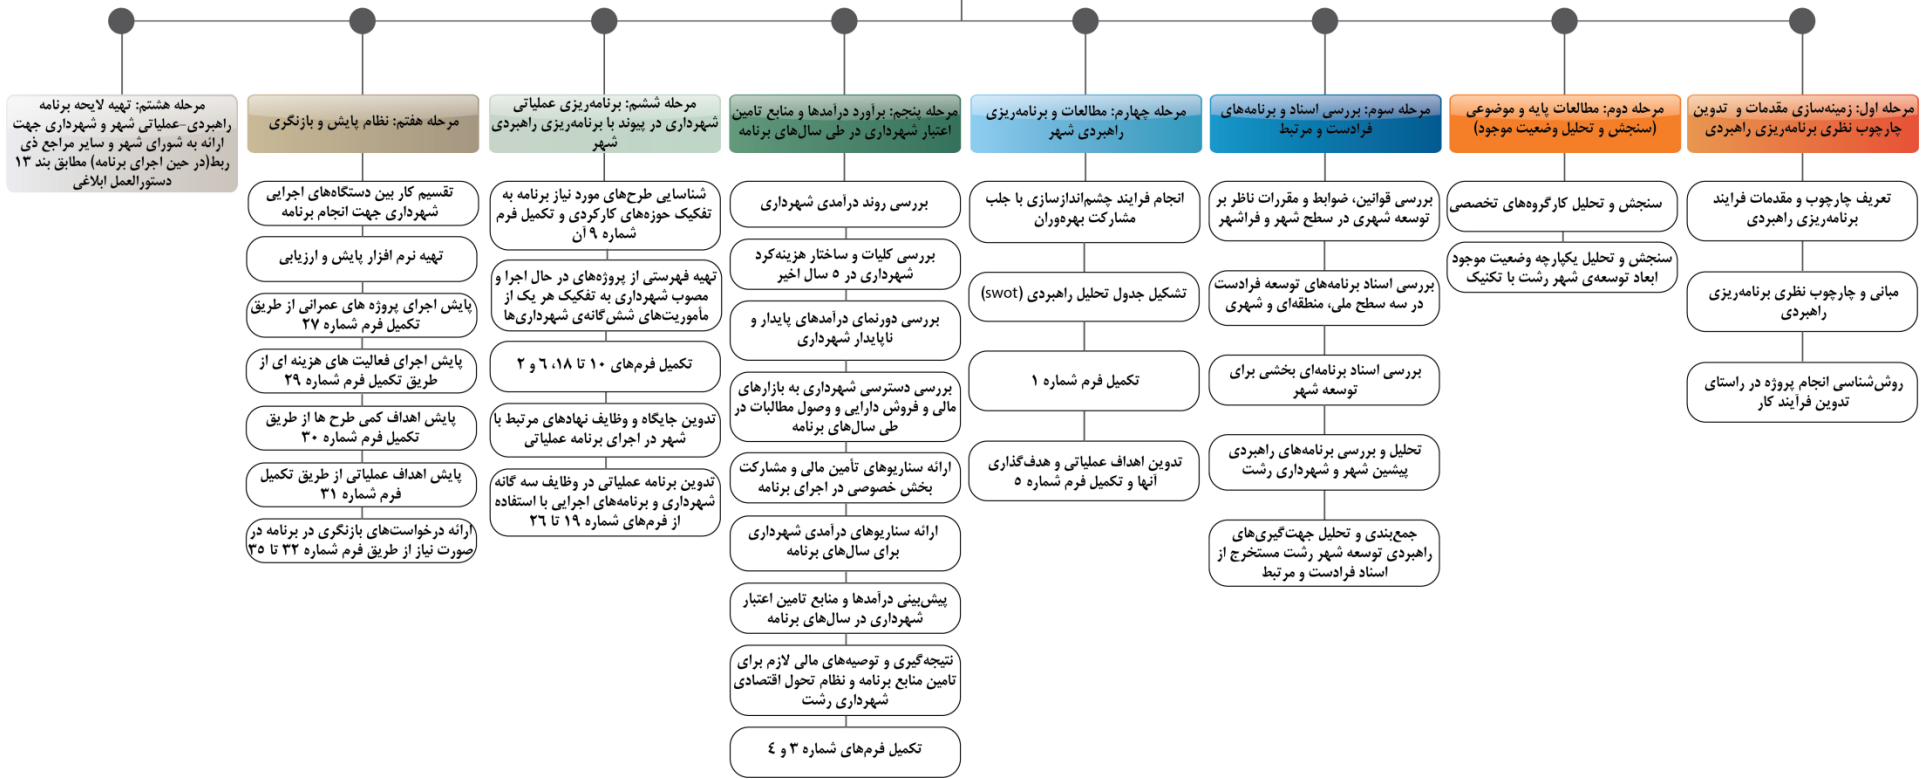 مرحله اول: زمینه‌سازی مقدمات و تدوین
چارچوب نظری برنامه‌ریزی راهبردی
تعریف چارچوب و مقدمات فرایند
برنامه‌ریزی راهبردی
مبانی و چارچوب نظری برنامه‌ریزی
راهبردی
روش‌شناسی انجام پروژه در راستای
تدوین فرآیند کار
مرحله دوم: مطالعات پایه و موضوعی
(سنجش و تحلیل وضعیت موجود)
سنجش و تحلیل کارگروه‌های تخصصی
سنجش و تحلیل یکپارچه وضعیت موجود
ابعاد توسعه‌ی شهر رشت با تکنیک
مرحله سوم: بررسی اسناد و برنامه‌های
فرادست و مرتبط
بررسی قوانین، ضوابط و مقررات ناظر بر
توسعه شهری در سطح شهر و فراشهر
بررسی اسناد برنامه‌های توسعه فرادست
در سه سطح ملی، منطقه‌ای و شهری
بررسی اسناد برنامه‌ای بخشی برای
توسعه شهر
تحلیل و بررسی برنامه‌های راهبردی
پیشین شهر و شهرداری رشت
جمع‌بندی و تحلیل جهت‌گیری‌های
راهبردی توسعه شهر رشت مستخرج از
اسناد فرادست و مرتبط
مرحله چهارم: مطالعات و برنامه‌ریزی
راهبردی شهر
انجام فرایند چشم‌اندازسازی با جلب
مشارکت بهره‌وران
تشکیل جدول تحلیل راهبردی (swot)
تکمیل فرم شماره ۱
تدوین اهداف عملیاتی و هدف‌گذاری
آنها و تکمیل فرم شماره ۵
مرحله پنجم: برآورد درآمدها و منابع تامین
اعتبار شهرداری در طی سال‌های برنامه
بررسی روند درآمدی شهرداری
بررسی کلیات و ساختار هزینه‌کرد
شهرداری در ۵ سال اخیر
بررسی دورنمای درآمدهای پایدار و
ناپایدار شهرداری
بررسی دسترسی شهرداری به بازارهای
مالی و فروش دارایی و وصول مطالبات در
طی سال‌های برنامه
ارائه سناریوهای تأمین مالی و مشارکت
بخش خصوصی در اجرای برنامه
ارائه سناریوهای درآمدی شهرداری
برای سال‌های برنامه
پیش‌بینی درآمدها و منابع تامین اعتبار
شهرداری در سال‌های برنامه
نتیجه‌گیری و توصیه‌های مالی لازم برای
تامین منابع برنامه و نظام تحول اقتصادی
شهرداری رشت
تکمیل فرم‌های شماره ۳ و ٤
مرحله ششم: برنامه‌ریزی عملیاتی
شهرداری در پیوند با برنامه‌ریزی راهبردی
شهر
شناسایی طرح‌های مورد نیاز برنامه به
تفکیک حوزه‌های کارکردی و تکمیل فرم
شماره ۹ آن
تهیه فهرستی از پروژه‌های در حال اجرا و
مصوب شهرداری به تفکیک هر یک از
مأموریت‌های شش‌گانه‌ی شهرداری‌ها
تکمیل فرم‌های ۱۰ تا ۱۸، ٦ و ۲
تدوین جایگاه و وظایف نهادهای مرتبط با
شهر در اجرای برنامه عملیاتی
تدوین برنامه عملیاتی در وظایف سه گانه
شهرداری و برنامه‌های اجرایی با استفاده
از فرم‌های شماره ۱۹ تا ۲٦
مرحله هفتم: نظام پایش و بازنگری
تقسیم کار بین دستگاه‌های اجرایی
شهرداری جهت انجام برنامه
تهیه نرم افزار پایش و ارزیابی
پایش اجرای پروژه های عمرانی از طریق
تکمیل فرم شماره ۲۷
پایش اجرای فعالیت های هزینه ای از
طریق تکمیل فرم شماره ۲۹
پایش اهداف کمی طرح ها از طریق
تکمیل فرم شماره ۳۰
پایش اهداف عملیاتی از طریق تکمیل
فرم شماره ۳۱
ارائه درخواست‌های بازنگری در برنامه در
صورت نیاز از طریق فرم شماره ۳۲ تا ۳۵
مرحله هشتم: تهیه لایحه برنامه
راهبردی-عملیاتی شهر و شهرداری جهت
ارائه به شورای شهر و سایر مراجع ذی
ربط(در حین اجرای برنامه) مطابق بند ۱۳
دستورالعمل ابلاغی